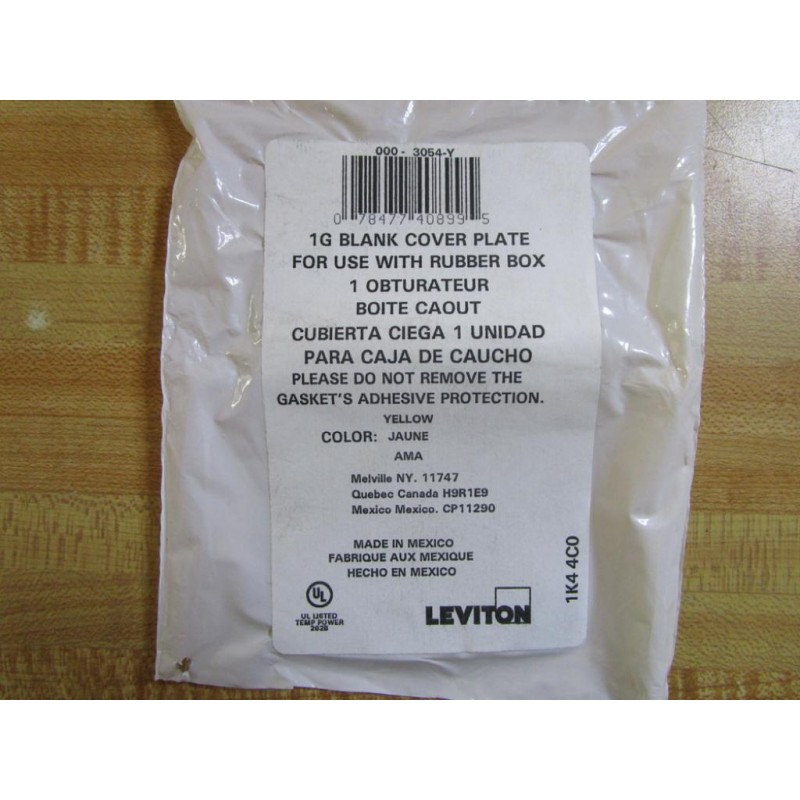 000 - 3054-Y
0 78477 40899 5
1G BLANK COVER PLATE
FOR USE WITH RUBBER BOX
1 OBTURATEUR
BOITE CAOUT
CUBIERTA CIEGA 1 UNIDAD
PARA CAJA DE CAUCHO
PLEASE DO NOT REMOVE THE
GASKET'S ADHESIVE PROTECTION.
YELLOW
COLOR: JAUNE
AMA
Melville NY. 11747
Quebec Canada H9R1E9
Mexico Mexico. CP11290
MADE IN MEXICO
FABRIQUE AUX MEXIQUE
HECHO EN MEXICO
UL
UL LISTED
TEMP POWER
262B
LEVITON
1K4 4C0